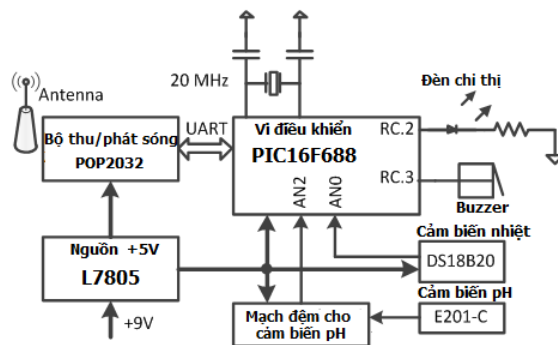 20 MHz
Antenna
Bộ thu/phát sóng
POP2032
UART
Vi điều khiển
PIC16F688
RC.2
RC.3
AN2
AN0
Đèn chỉ thị
Buzzer
Nguồn +5V
L7805
+9V
Cảm biến nhiệt
DS18B20
Cảm biến pH
E201-C
Mạch đệm cho
cảm biến pH